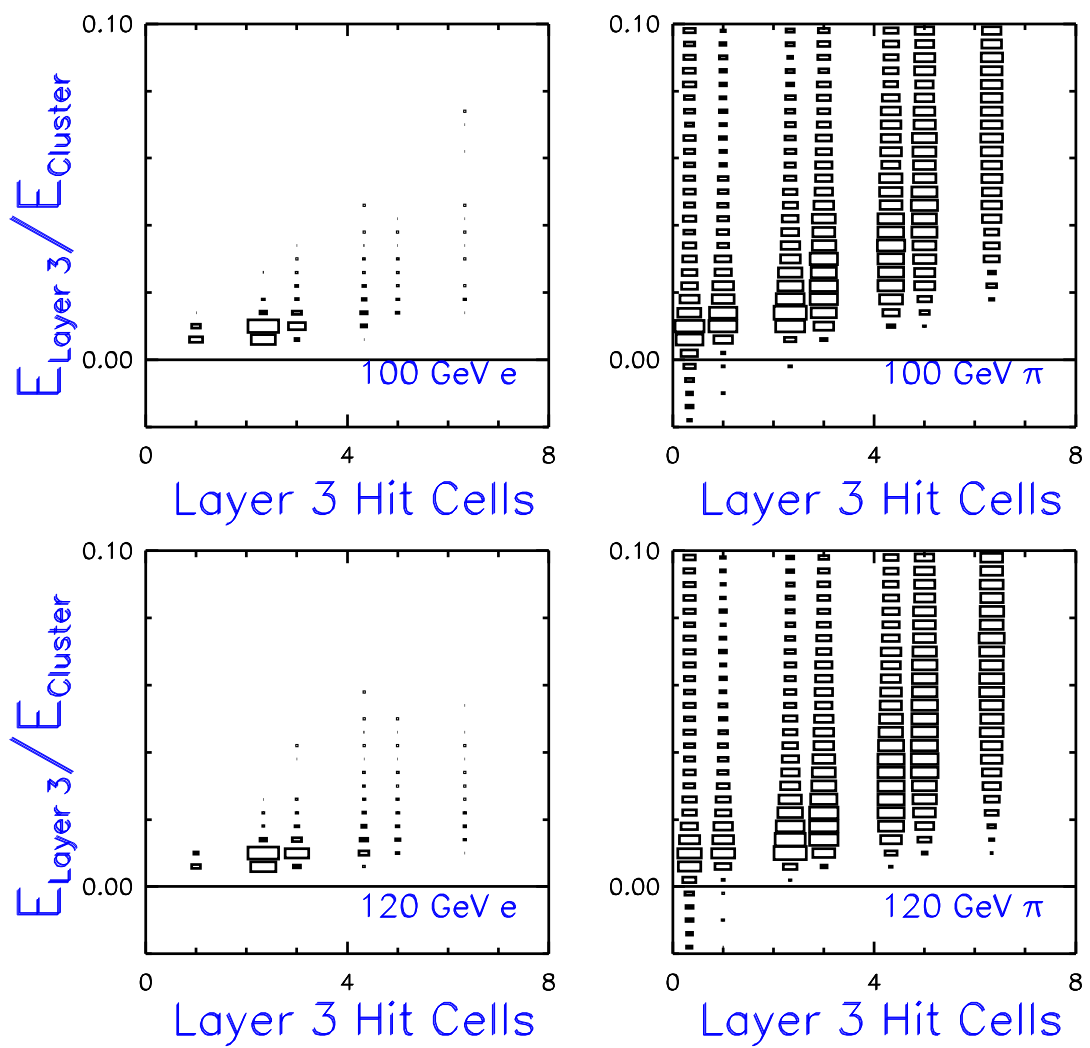 0.10
0.10
E_Layer 3/E_Cluster
0.00
0.00
100 GeV e
100 GeV π
0 4 8
0 4 8
Layer 3 Hit Cells
Layer 3 Hit Cells
0.10
0.10
E_Layer 3/E_Cluster
0.00
0.00
120 GeV e
120 GeV π
0 4 8
0 4 8
Layer 3 Hit Cells
Layer 3 Hit Cells